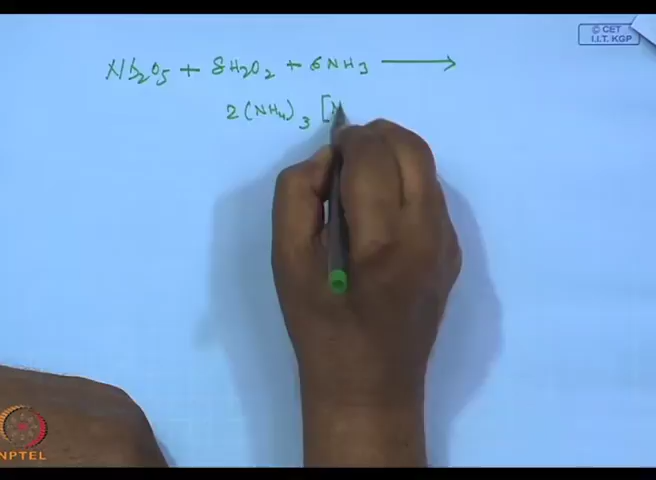 © CET
I.I.T. KGP
Nb₂O₅ + 8H₂O₂ + 6NH₃ ⟶
2(NH₄)₃ [N
NPTEL